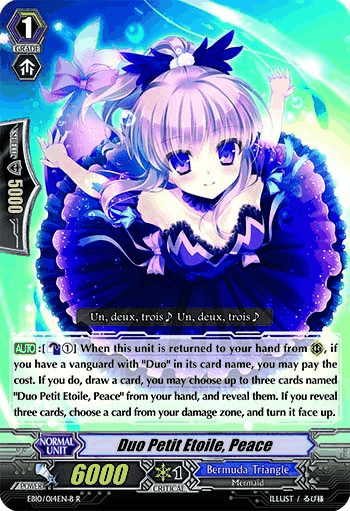 1
GRADE
5000
Un, deux, trois♪ Un, deux, trois♪
AUTO:[①] When this unit is returned to your hand from , if
you have a vanguard with "Duo" in its card name, you may pay the
cost. If you do, draw a card, you may choose up to three cards named
"Duo Petit Etoile, Peace" from your hand, and reveal them. If you reveal
three cards, choose a card from your damage zone, and turn it face up.
NORMAL
UNIT
Duo Petit Etoile, Peace
POWER
6000
1
CRITICAL
Bermuda Triangle
Mermaid
EB10/014EN-B R
ILLUST / るび様